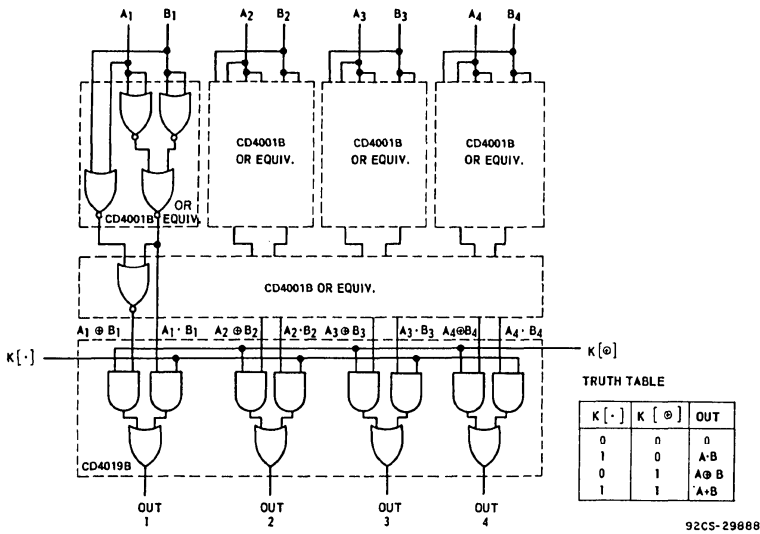 A1 B1 A2 B2 A3 B3 A4 B4
CD4001B
OR EQUIV.
CD4001B
OR EQUIV.
CD4001B
OR EQUIV.
OR
CD4001B EQUIV.
CD4001B OR EQUIV.
A1 ⊕ B1 A1 · B1 A2 ⊕ B2 A2 · B2 A3 ⊕ B3 A3 · B3 A4 ⊕ B4 A4 · B4
K[·]
K[⊕]
CD4019B
OUT
1
OUT
2
OUT
3
OUT
4
TRUTH TABLE
K[·] K[⊕] OUT
0 0 0
1 0 A·B
0 1 A⊕B
1 1 A+B
92CS-29888